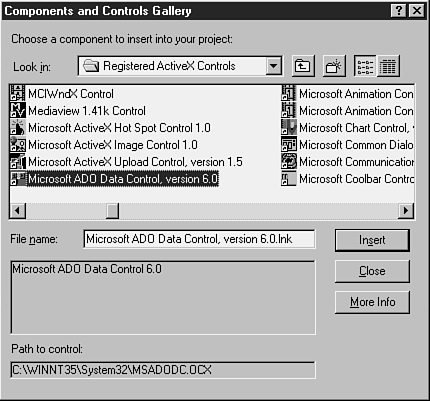 Components and Controls Gallery
Choose a component to insert into your project:
Look in: Registered ActiveX Controls
MCIWndX Control
Mediaview 1.41k Control
Microsoft ActiveX Hot Spot Control 1.0
Microsoft ActiveX Image Control 1.0
Microsoft ActiveX Upload Control, version 1.5
Microsoft ADO Data Control, version 6.0
Microsoft Animation Con
Microsoft Animation Con
Microsoft Chart Control,
Microsoft Common Dialo
Microsoft Communication
Microsoft Coolbar Contro
File name: Microsoft ADO Data Control, version 6.0.lnk
Insert
Microsoft ADO Data Control 6.0
Close
More Info
Path to control:
C:\WINNT35\System32\MSADODC.OCX